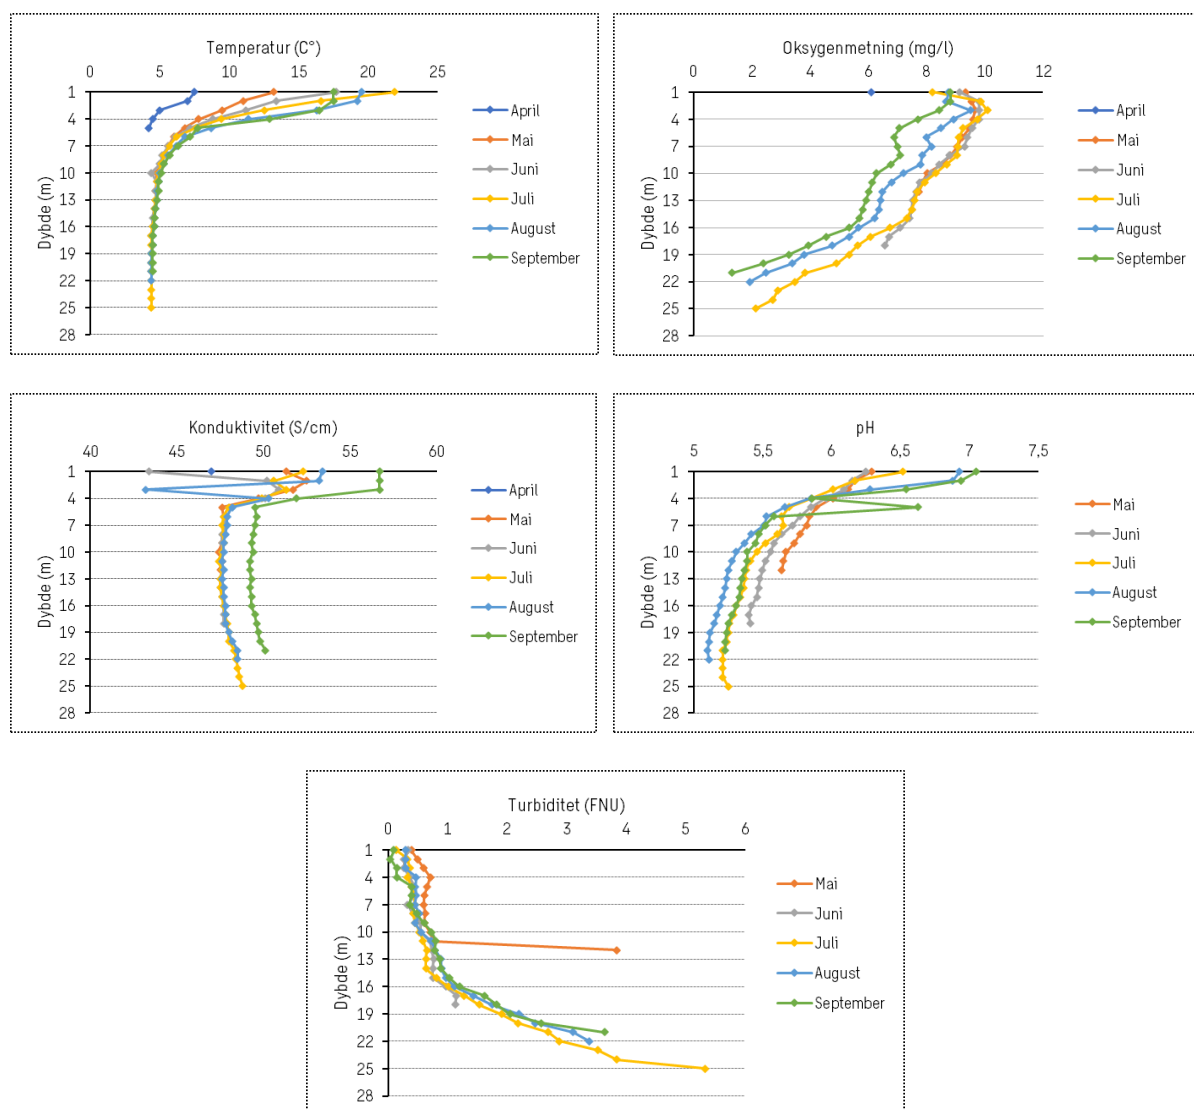 Temperatur (C°)
0 5 10 15 20 25
1
4
7
10
13
16
19
22
25
28
Dybde (m)
April
Mai
Juni
Juli
August
September
Oksygenmetning (mg/l)
0 2 4 6 8 10 12
1
4
7
10
13
16
19
22
25
28
Dybde (m)
April
Mai
Juni
Juli
August
September
Konduktivitet (S/cm)
40 45 50 55 60
1
4
7
10
13
16
19
22
25
28
Dybde (m)
April
Mai
Juni
Juli
August
September
pH
5 5,5 6 6,5 7 7,5
1
4
7
10
13
16
19
22
25
28
Dybde (m)
Mai
Juni
Juli
August
September
Turbiditet (FNU)
0 1 2 3 4 5 6
1
4
7
10
13
16
19
22
25
28
Dybde (m)
Mai
Juni
Juli
August
September